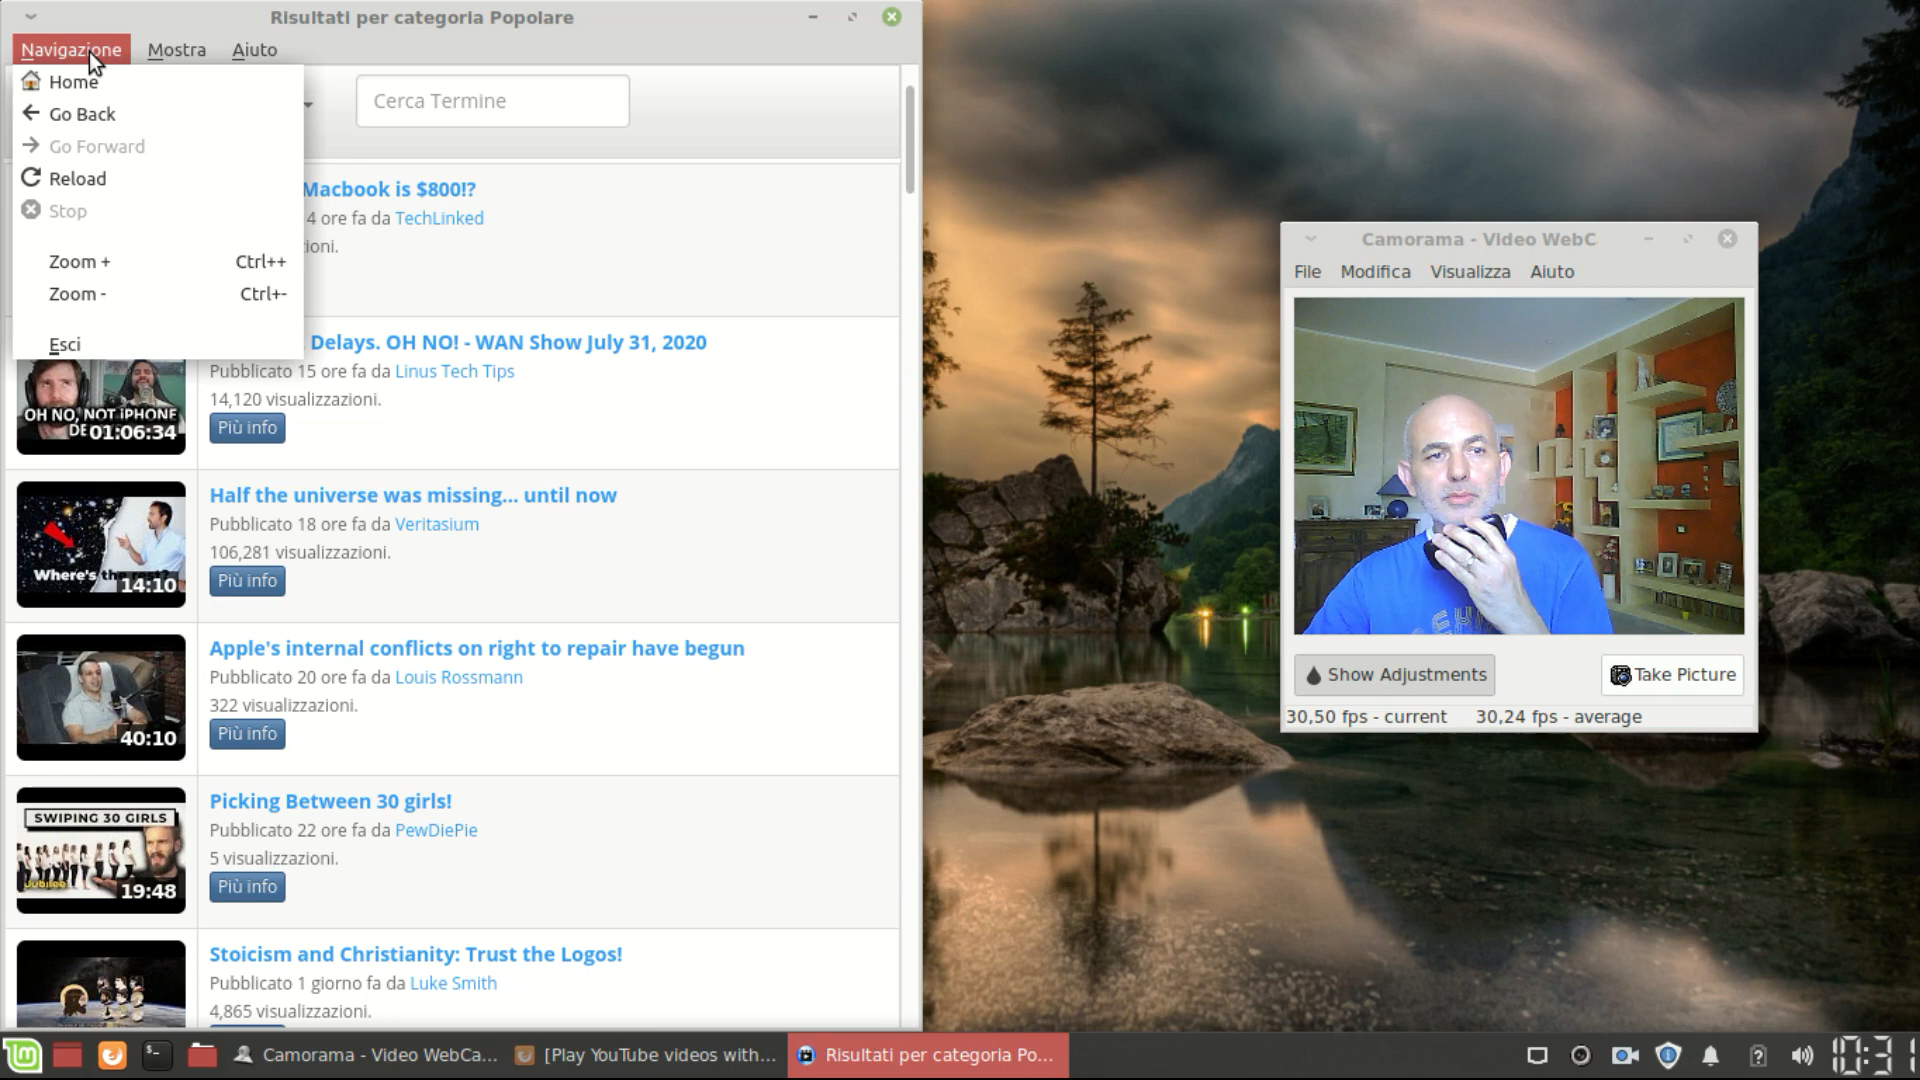 Risultati per categoria Popolare
Navigazione Mostra Aiuto
Home
Go Back
Go Forward
Reload
Stop
Zoom + Ctrl++
Zoom - Ctrl+-
Esci
Cerca Termine
Macbook is $800!?
4 ore fa da TechLinked
Delays. OH NO! - WAN Show July 31, 2020
Pubblicato 15 ore fa da Linus Tech Tips
14,120 visualizzazioni.
Più info
OH NO, NOT iPHONE
01:06:34
Half the universe was missing... until now
Pubblicato 18 ore fa da Veritasium
106,281 visualizzazioni.
Più info
Where's the rest?
14:10
Apple's internal conflicts on right to repair have begun
Pubblicato 20 ore fa da Louis Rossmann
322 visualizzazioni.
Più info
40:10
Picking Between 30 girls!
Pubblicato 22 ore fa da PewDiePie
5 visualizzazioni.
Più info
SWIPING 30 GIRLS
Jubilee
19:48
Stoicism and Christianity: Trust the Logos!
Pubblicato 1 giorno fa da Luke Smith
4,865 visualizzazioni.
Camorama - Video WebC
File Modifica Visualizza Aiuto
Show Adjustments
Take Picture
30,50 fps - current 30,24 fps - average
Camorama - Video WebCa...
[Play YouTube videos with...
Risultati per categoria Po...
10:31